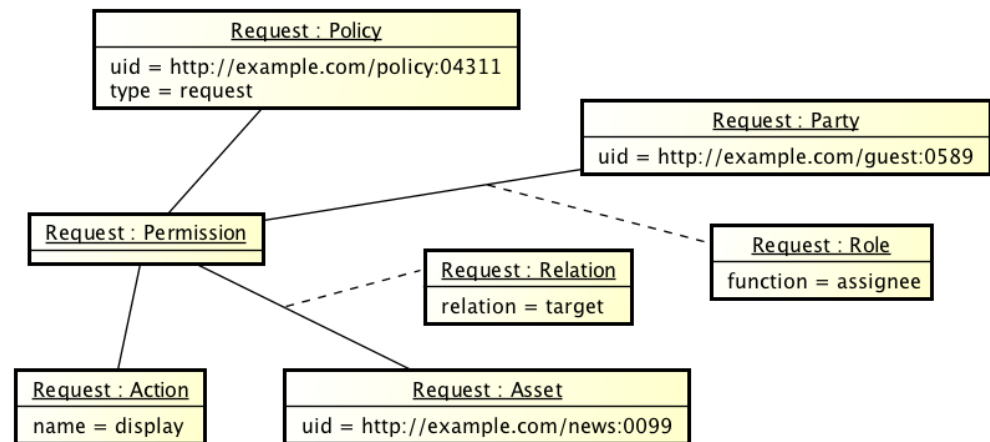 Request : Policy
uid = http://example.com/policy:04311
type = request
Request : Party
uid = http://example.com/guest:0589
Request : Permission
Request : Role
function = assignee
Request : Relation
relation = target
Request : Action
name = display
Request : Asset
uid = http://example.com/news:0099